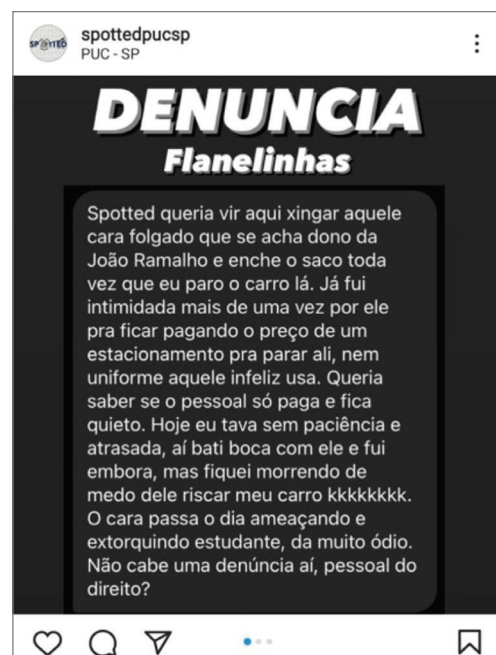 SPOTTED
spottedpucsp
PUC - SP
DENUNCIA
Flanelinhas
Spotted queria vir aqui xingar aquele
cara folgado que se acha dono da
João Ramalho e enche o saco toda
vez que eu paro o carro lá. Já fui
intimidada mais de uma vez por ele
pra ficar pagando o preço de um
estacionamento pra parar ali, nem
uniforme aquele infeliz usa. Queria
saber se o pessoal só paga e fica
quieto. Hoje eu tava sem paciência e
atrasada, aí bati boca com ele e fui
embora, mas fiquei morrendo de
medo dele riscar meu carro kkkkkkkk.
O cara passa o dia ameaçando e
extorquindo estudante, da muito ódio.
Não cabe uma denúncia aí, pessoal do
direito?